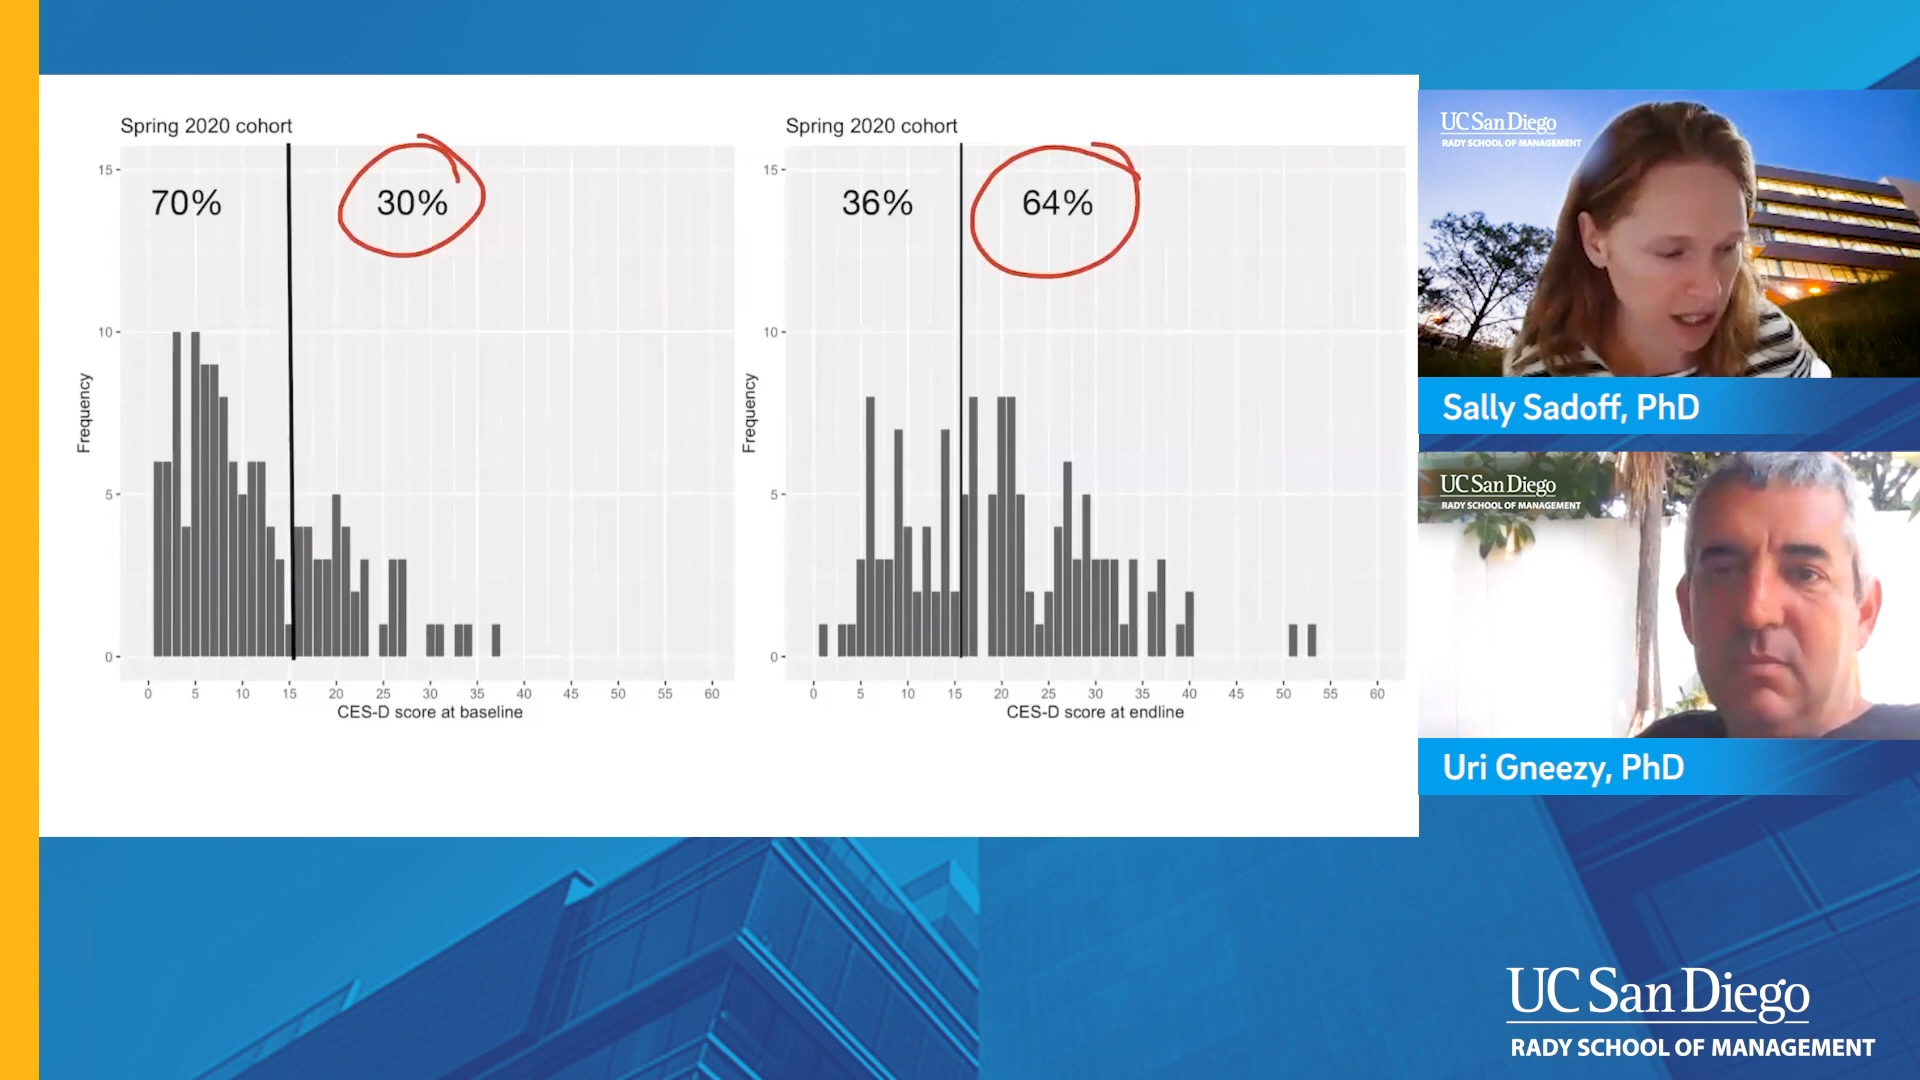 Spring 2020 cohort
70%
30%
15
10
5
0
Frequency
0 5 10 15 20 25 30 35 40 45 50 55 60
CES-D score at baseline
Spring 2020 cohort
36%
64%
15
10
5
0
Frequency
0 5 10 15 20 25 30 35 40 45 50 55 60
CES-D score at endline
UC San Diego
RADY SCHOOL OF MANAGEMENT
Sally Sadoff, PhD
UC San Diego
RADY SCHOOL OF MANAGEMENT
Uri Gneezy, PhD
UC San Diego
RADY SCHOOL OF MANAGEMENT